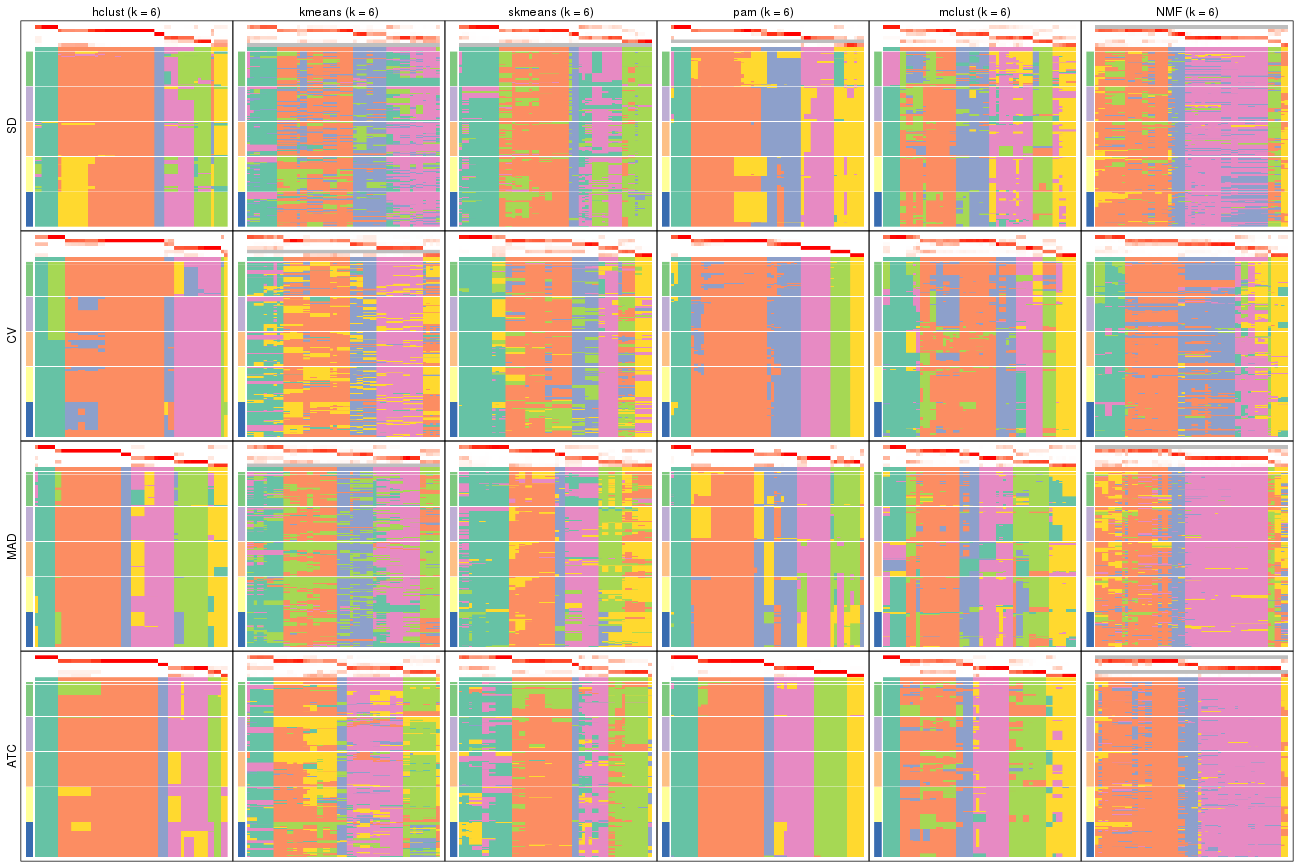 hclust (k = 6)
kmeans (k = 6)
skmeans (k = 6)
pam (k = 6)
mclust (k = 6)
NMF (k = 6)
SD
CV
MAD
ATC